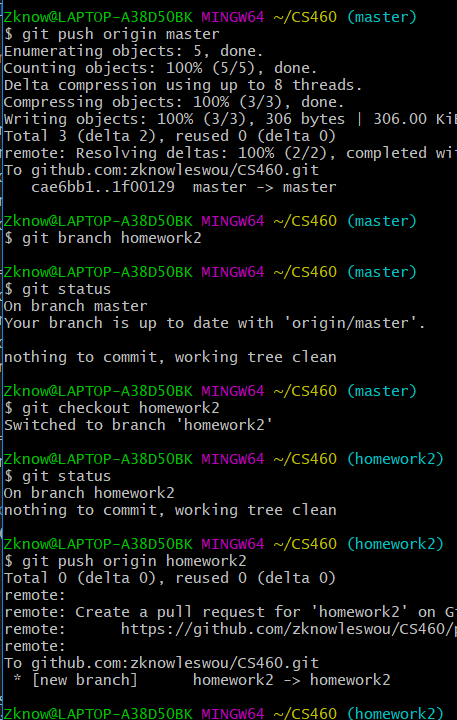 Zknow@LAPTOP-A38D50BK MINGW64 ~/CS460 (master)
$ git push origin master
Enumerating objects: 5, done.
Counting objects: 100% (5/5), done.
Delta compression using up to 8 threads.
Compressing objects: 100% (3/3), done.
Writing objects: 100% (3/3), 306 bytes | 306.00 KiB
Total 3 (delta 2), reused 0 (delta 0)
remote: Resolving deltas: 100% (2/2), completed wi
To github.com:zknowleswou/CS460.git
   cae6bb1..1f00129  master -> master
Zknow@LAPTOP-A38D50BK MINGW64 ~/CS460 (master)
$ git branch homework2
Zknow@LAPTOP-A38D50BK MINGW64 ~/CS460 (master)
$ git status
On branch master
Your branch is up to date with 'origin/master'.
nothing to commit, working tree clean
Zknow@LAPTOP-A38D50BK MINGW64 ~/CS460 (master)
$ git checkout homework2
Switched to branch 'homework2'
Zknow@LAPTOP-A38D50BK MINGW64 ~/CS460 (homework2)
$ git status
On branch homework2
nothing to commit, working tree clean
Zknow@LAPTOP-A38D50BK MINGW64 ~/CS460 (homework2)
$ git push origin homework2
Total 0 (delta 0), reused 0 (delta 0)
remote:
remote: Create a pull request for 'homework2' on G
remote:      https://github.com/zknowleswou/CS460/p
remote:
To github.com:zknowleswou/CS460.git
 * [new branch]      homework2 -> homework2
Zknow@LAPTOP-A38D50BK MINGW64 ~/CS460 (homework2)